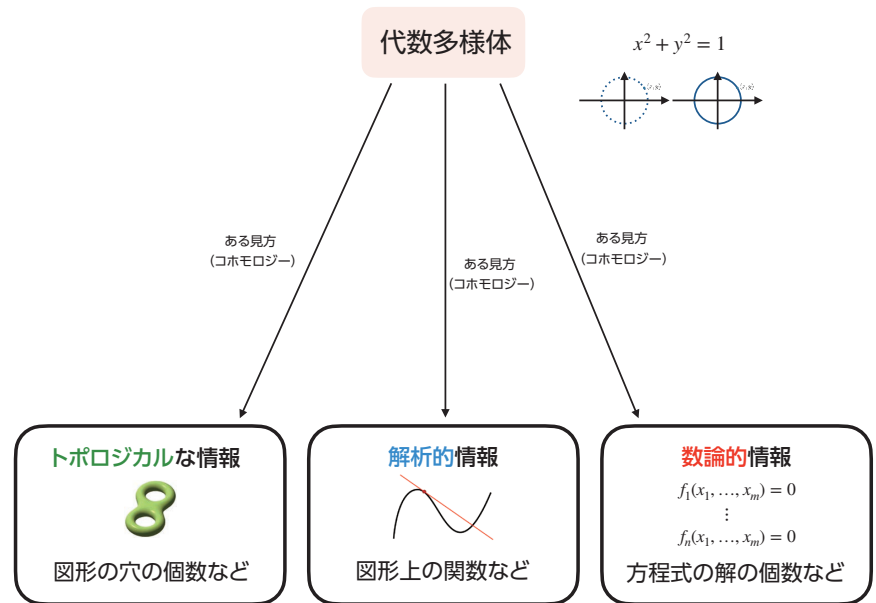 代数多様体
x² + y² = 1
ある見方
(コホモロジー)
ある見方
(コホモロジー)
ある見方
(コホモロジー)
トポロジカルな情報
図形の穴の個数など
解析的情報
図形上の関数など
数論的情報
f₁(x₁, …, xₘ) = 0
⋮
fₙ(x₁, …, xₘ) = 0
方程式の解の個数など